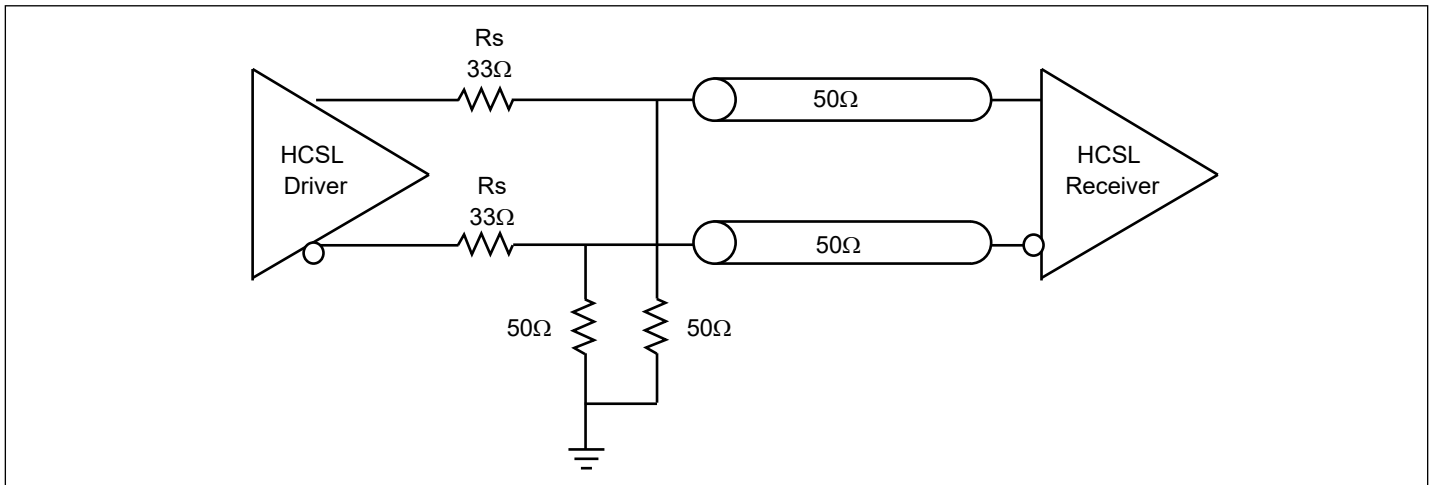 Rs
33Ω
50Ω
HCSL
Driver
HCSL
Receiver
Rs
33Ω
50Ω
50Ω
50Ω